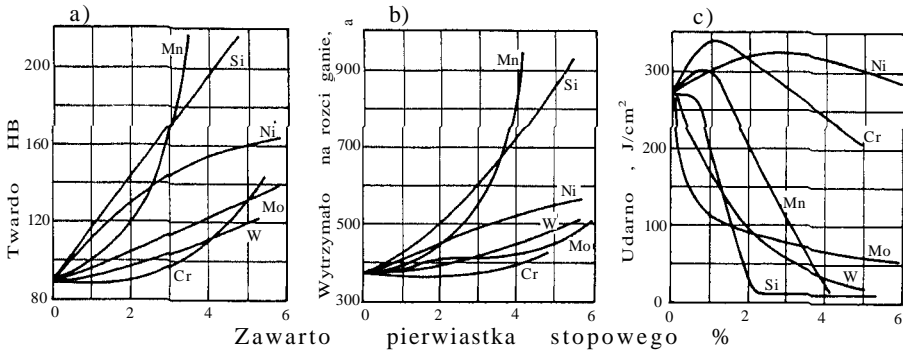 a)
b)
c)
Twardo HB
220
200
160
120
80
0
2
4
6
Mn
Si
Ni
Mo
W
Cr
Wytrzymało na rozci ganie, a
900
700
500
300
0
2
4
6
Mn
Si
Ni
W
Mo
Cr
Udarno , J/cm²
300
200
100
0
0
2
4
6
Ni
Cr
Mn
Mo
W
Si
Zawarto pierwiastka stopowego %